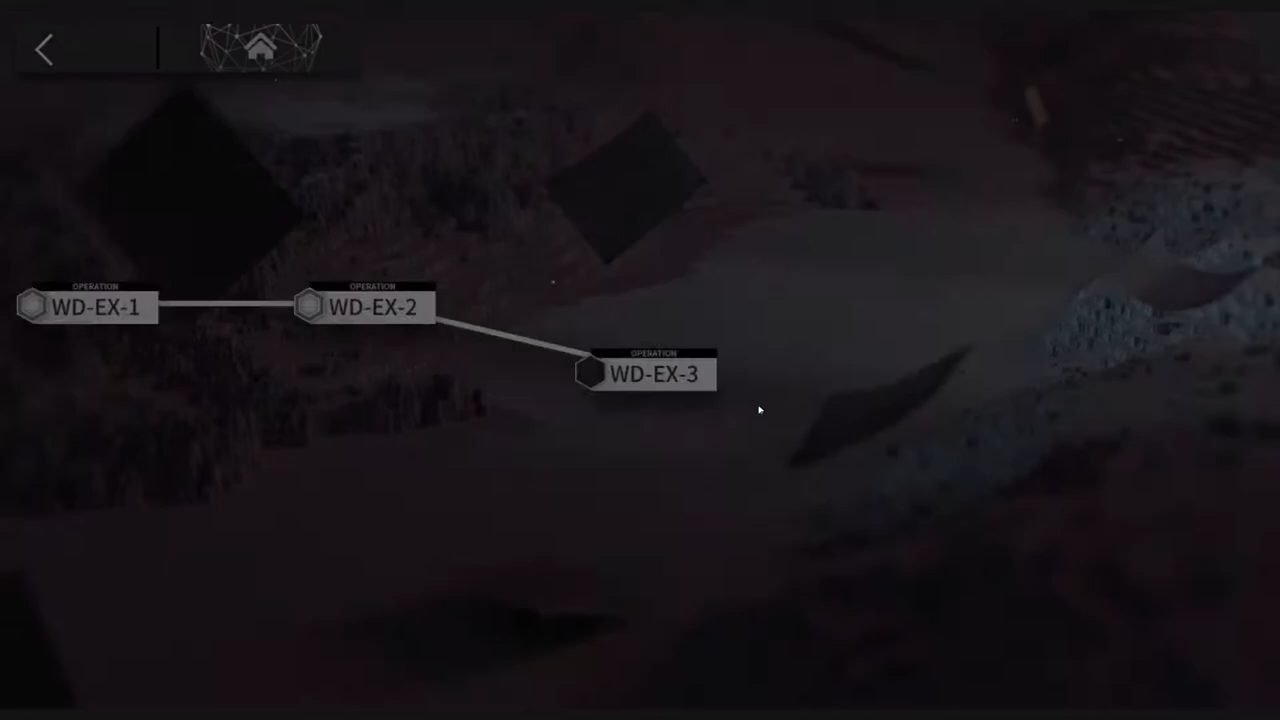 OPERATION
WD-EX-1
OPERATION
WD-EX-2
OPERATION
WD-EX-3